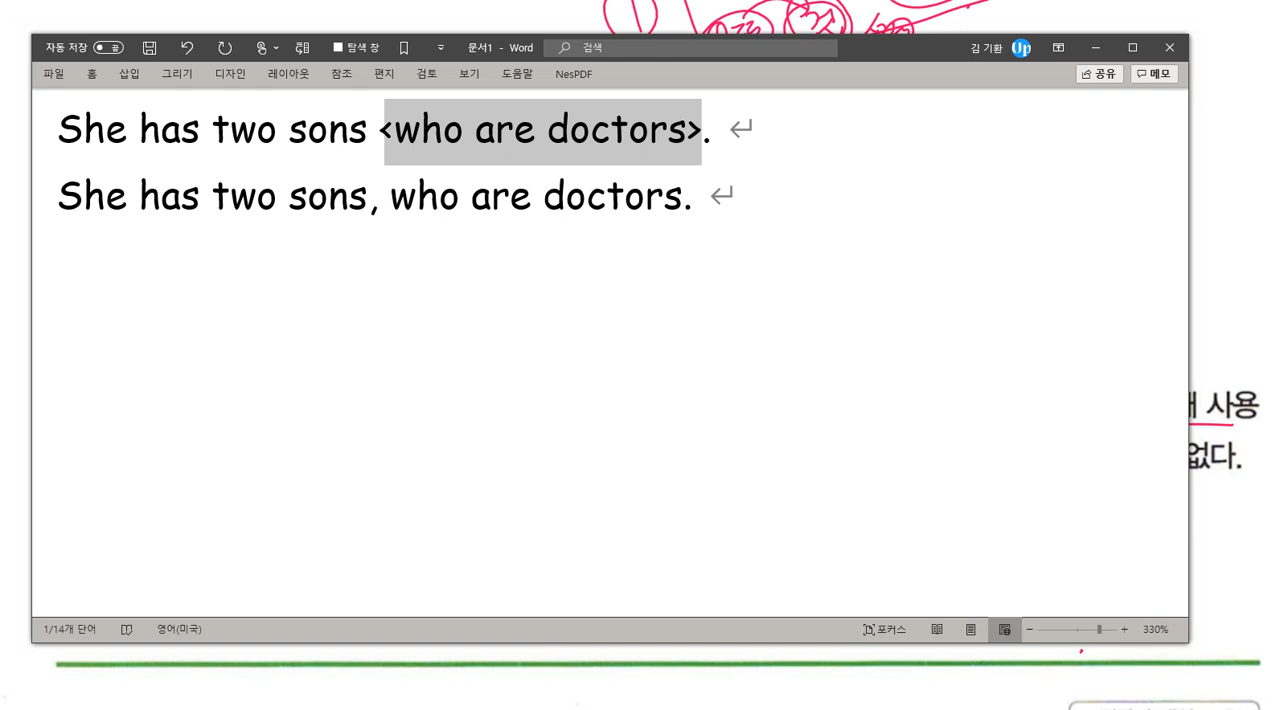 자동 저장 끔 탐색 창 문서1 - Word 검색 김 기환 Up
파일 홈 삽입 그리기 디자인 레이아웃 참조 편지 검토 보기 도움말 NesPDF 공유 메모
She has two sons <who are doctors>. ↵
She has two sons, who are doctors. ↵
사용
없다.
1/14개 단어 영어(미국) 포커스 - + 330%